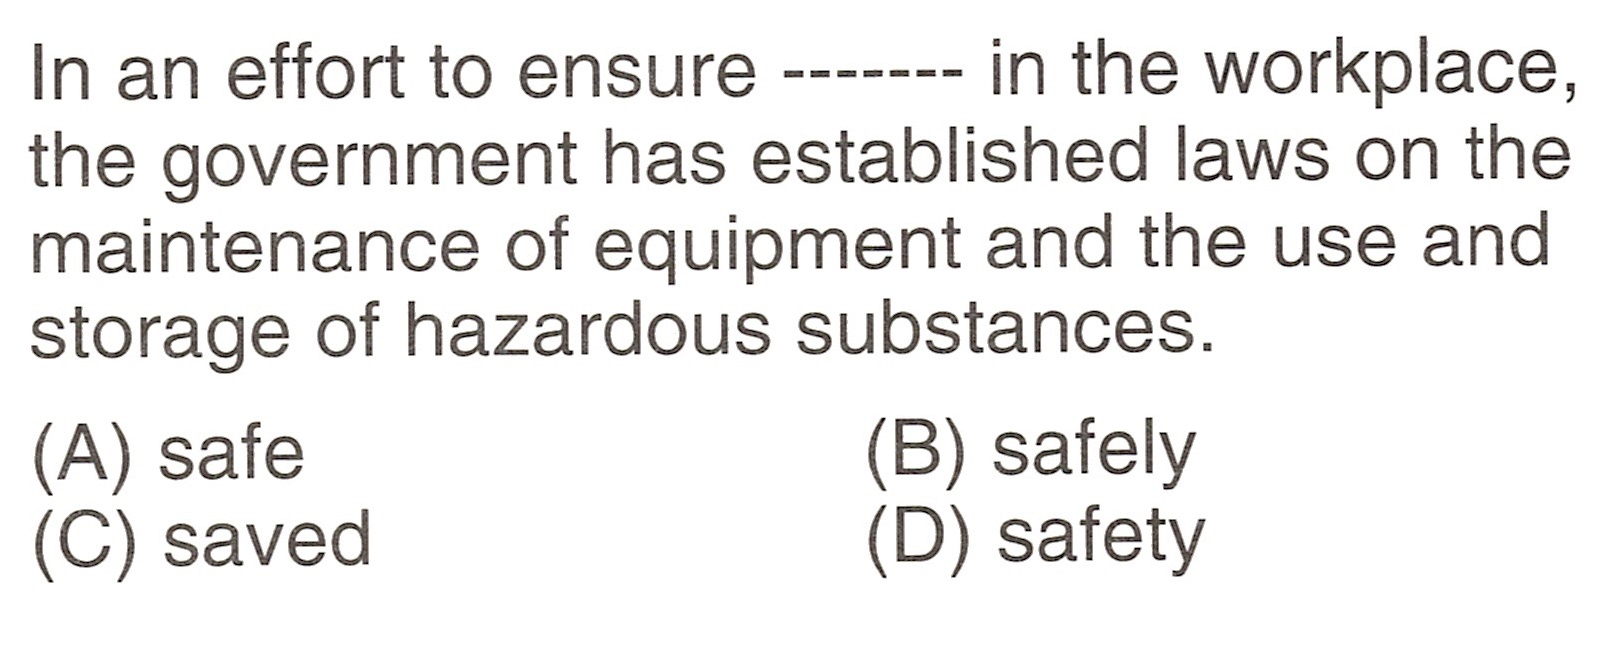 In an effort to ensure ------- in the workplace,
the government has established laws on the
maintenance of equipment and the use and
storage of hazardous substances.
(A) safe (B) safely
(C) saved (D) safety